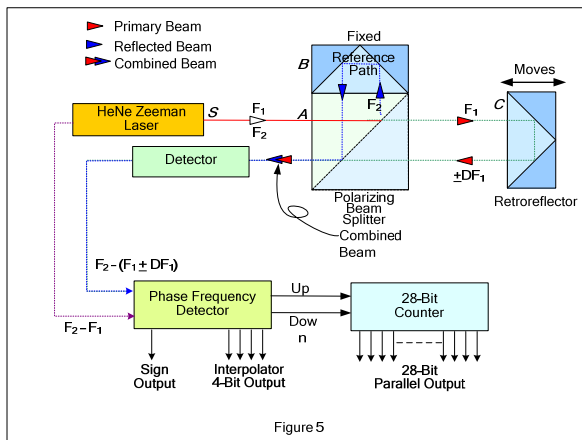 Primary Beam
Reflected Beam
Combined Beam
Fixed
B
Reference
Path
Moves
HeNe Zeeman
Laser
S
F1
F2
A
F2
F1
C
Detector
±DF1
Retroreflector
Polarizing
Beam
Splitter
Combined
Beam
F2-(F1±DF1)
Phase Frequency
Detector
Up
Dow
n
28-Bit
Counter
F2-F1
Sign
Output
Interpolator
4-Bit Output
28-Bit
Parallel Output
Figure 5